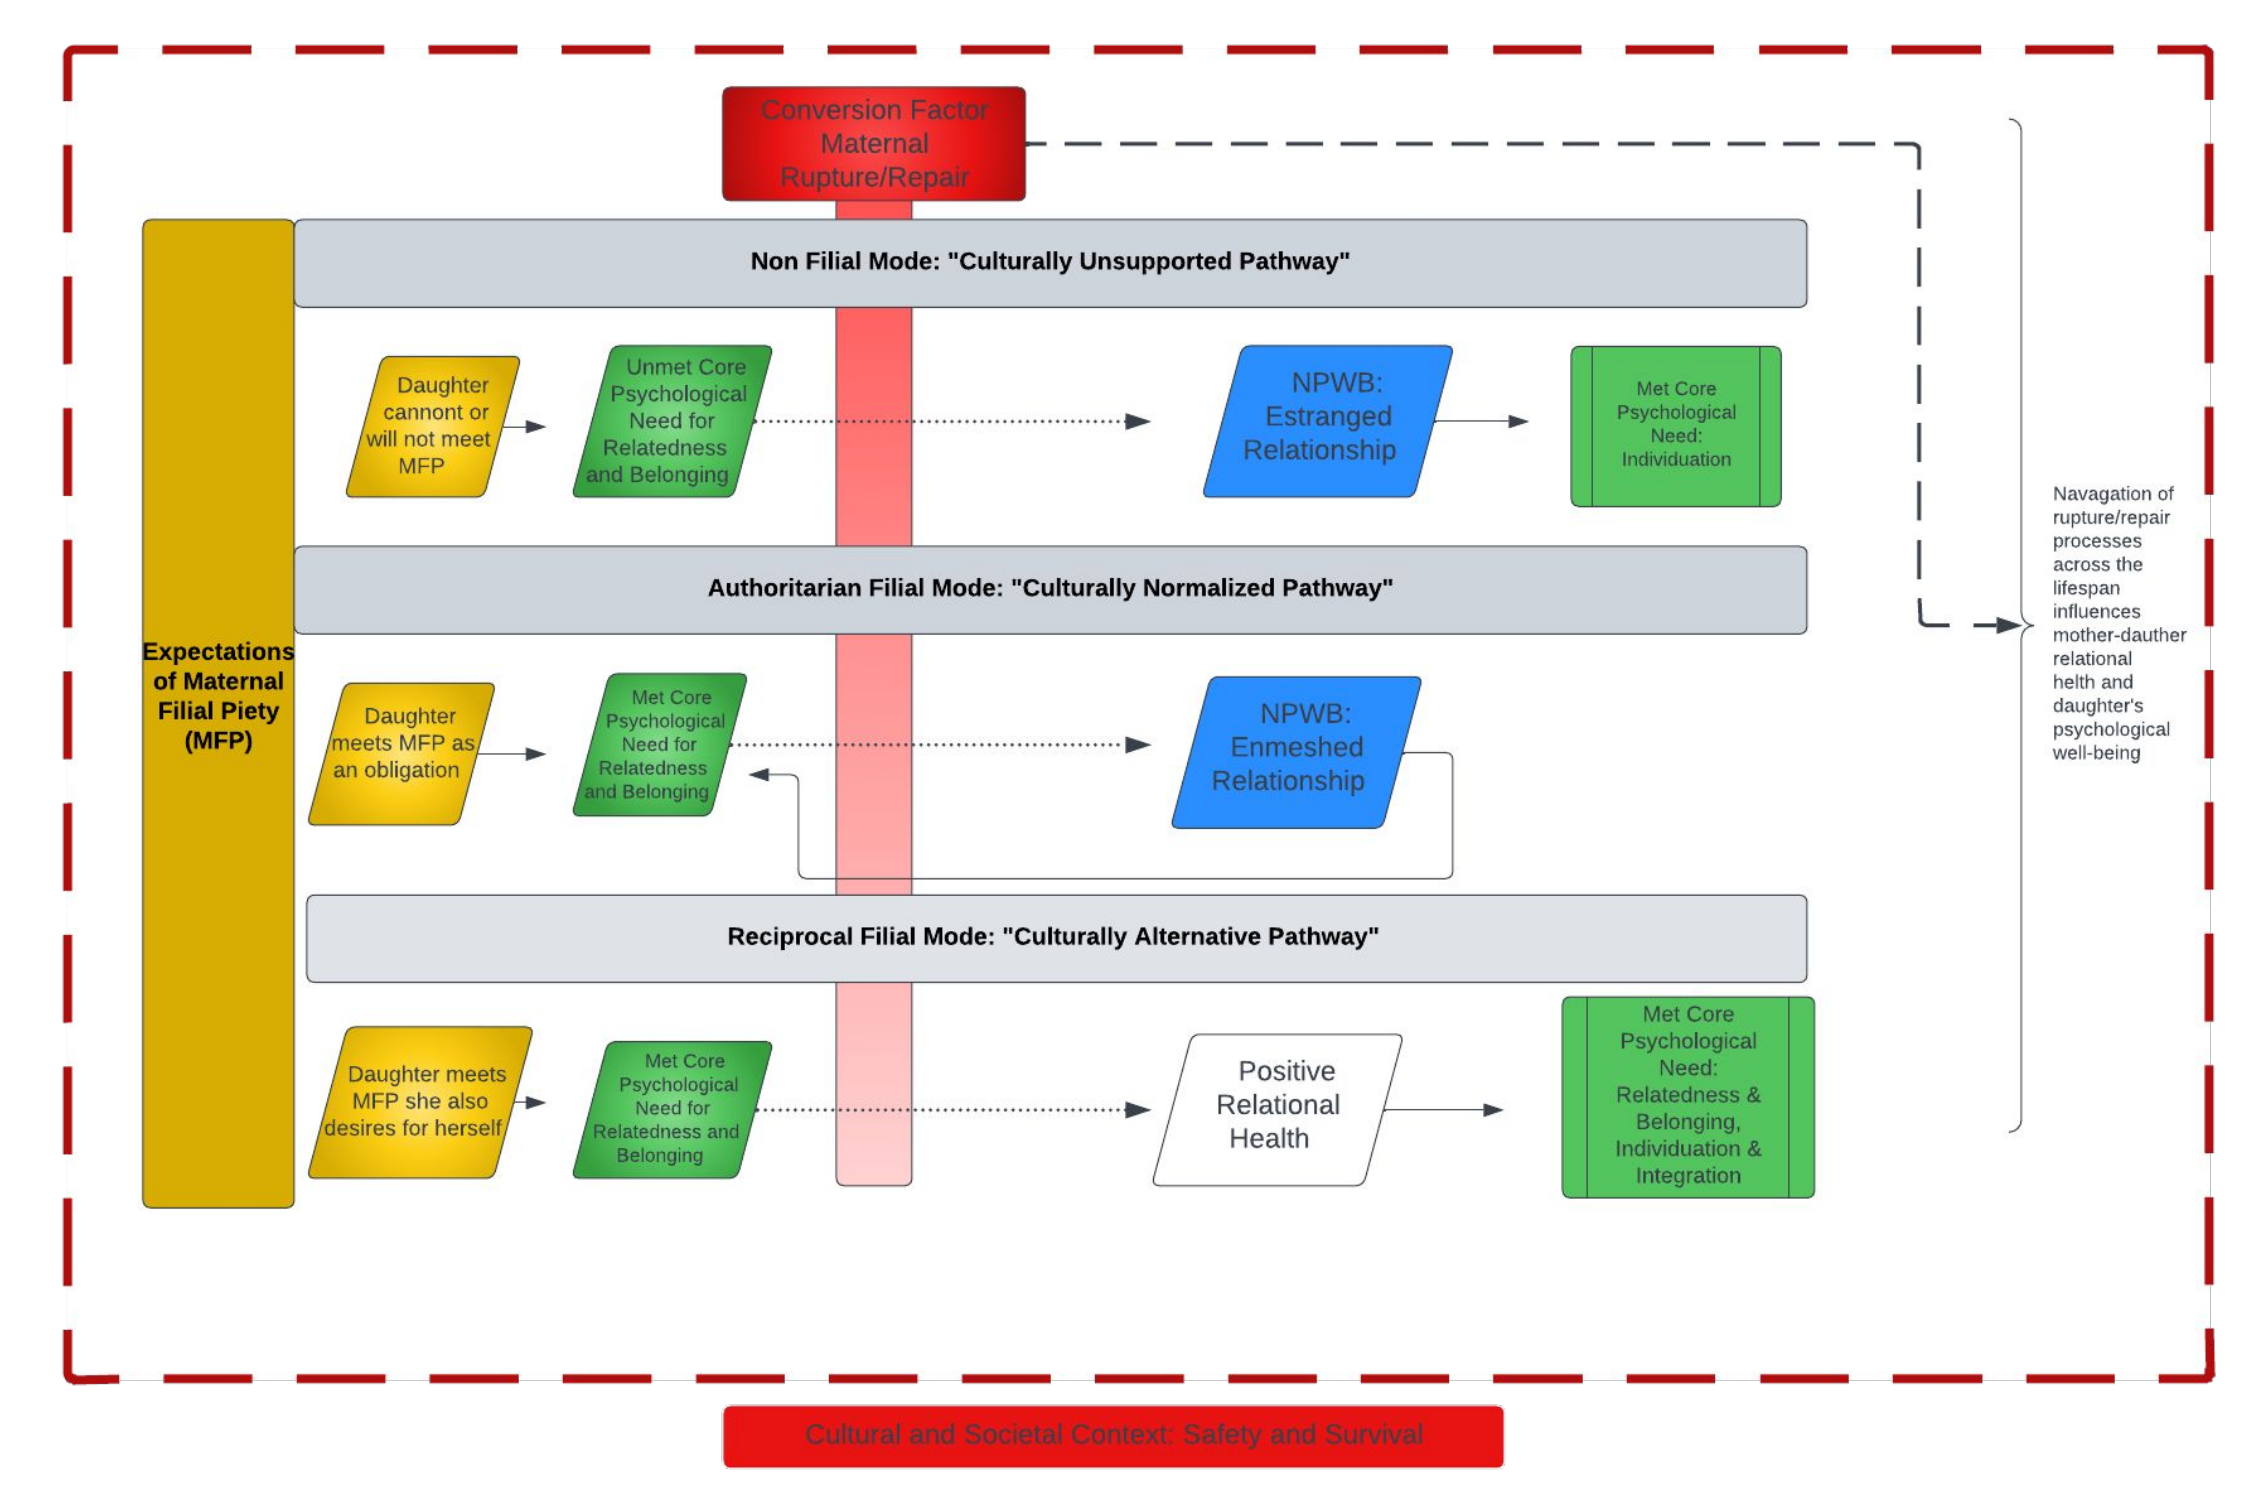 Conversion Factor
Maternal
Rupture/Repair
Non Filial Mode: "Culturally Unsupported Pathway"
Daughter
cannont or
will not meet
MFP
Unmet Core
Psychological
Need for
Relatedness
and Belonging
NPWB:
Estranged
Relationship
Met Core
Psychological
Need:
Individuation
Authoritarian Filial Mode: "Culturally Normalized Pathway"
Expectations
of Maternal
Filial Piety
(MFP)
Daughter
meets MFP as
an obligation
Met Core
Psychological
Need for
Relatedness
and Belonging
NPWB:
Enmeshed
Relationship
Reciprocal Filial Mode: "Culturally Alternative Pathway"
Daughter meets
MFP she also
desires for herself
Met Core
Psychological
Need for
Relatedness and
Belonging
Positive
Relational
Health
Met Core
Psychological
Need:
Relatedness &
Belonging,
Individuation &
Integration
Navagation of
rupture/repair
processes
across the
lifespan
influences
mother-dauther
relational
helth and
daughter's
psychological
well-being
Cultural and Societal Context: Safety and Survival